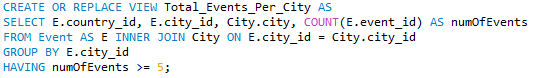 CREATE OR REPLACE VIEW Total_Events_Per_City AS
SELECT E.country_id, E.city_id, City.city, COUNT(E.event_id) AS numOfEvents
FROM Event AS E INNER JOIN City ON E.city_id = City.city_id
GROUP BY E.city_id
HAVING numOfEvents >= 5;